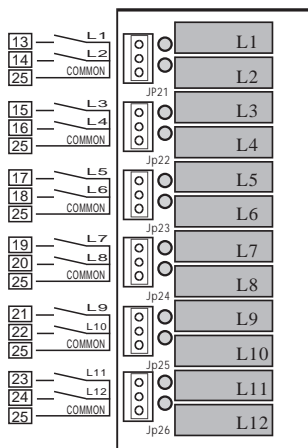 13 L1 L1
14 L2 L2
25 COMMON
JP21
15 L3 L3
16 L4 L4
25 COMMON
Jp22
17 L5 L5
18 L6 L6
25 COMMON
Jp23
19 L7 L7
20 L8 L8
25 COMMON
Jp24
21 L9 L9
22 L10 L10
25 COMMON
Jp25
23 L11 L11
24 L12 L12
25 COMMON
Jp26